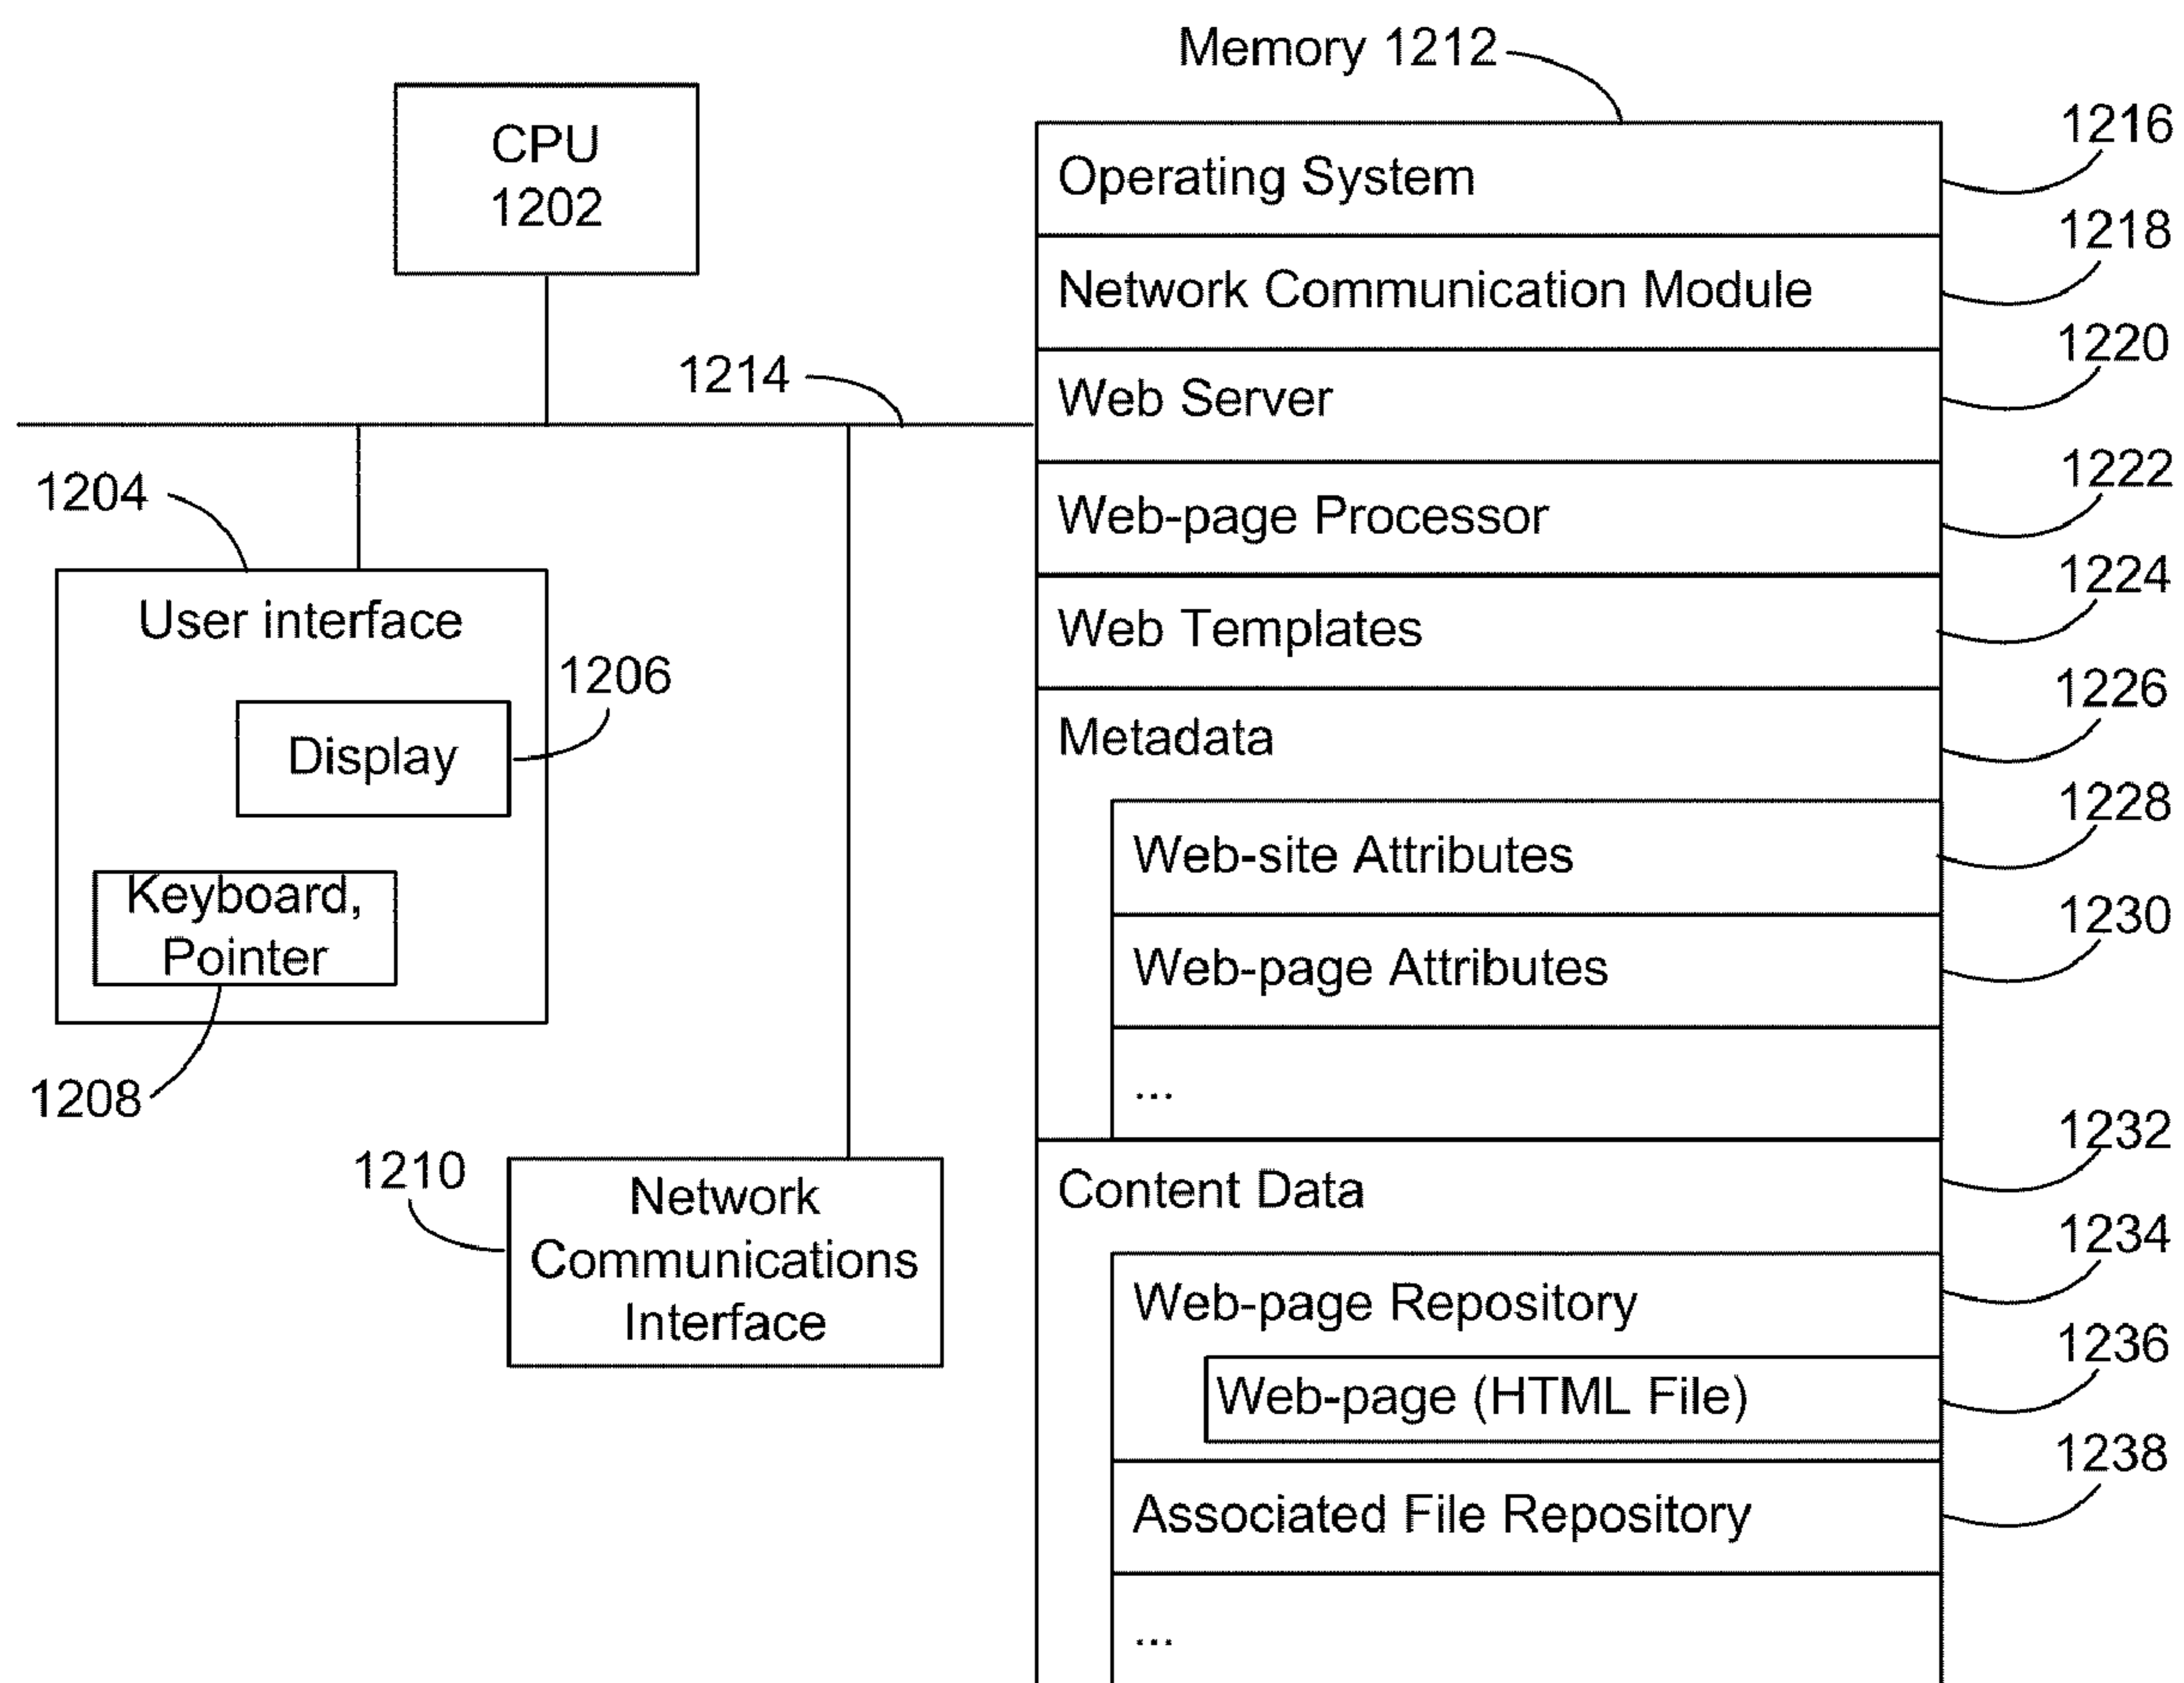 Memory 1212
CPU
1202
1214
1204
User interface
1206
Display
Keyboard,
Pointer
1208
1210
Network
Communications
Interface
Operating System
1216
Network Communication Module
1218
Web Server
1220
Web-page Processor
1222
Web Templates
1224
Metadata
1226
Web-site Attributes
1228
Web-page Attributes
1230
...
Content Data
1232
Web-page Repository
1234
Web-page (HTML File)
1236
Associated File Repository
1238
...